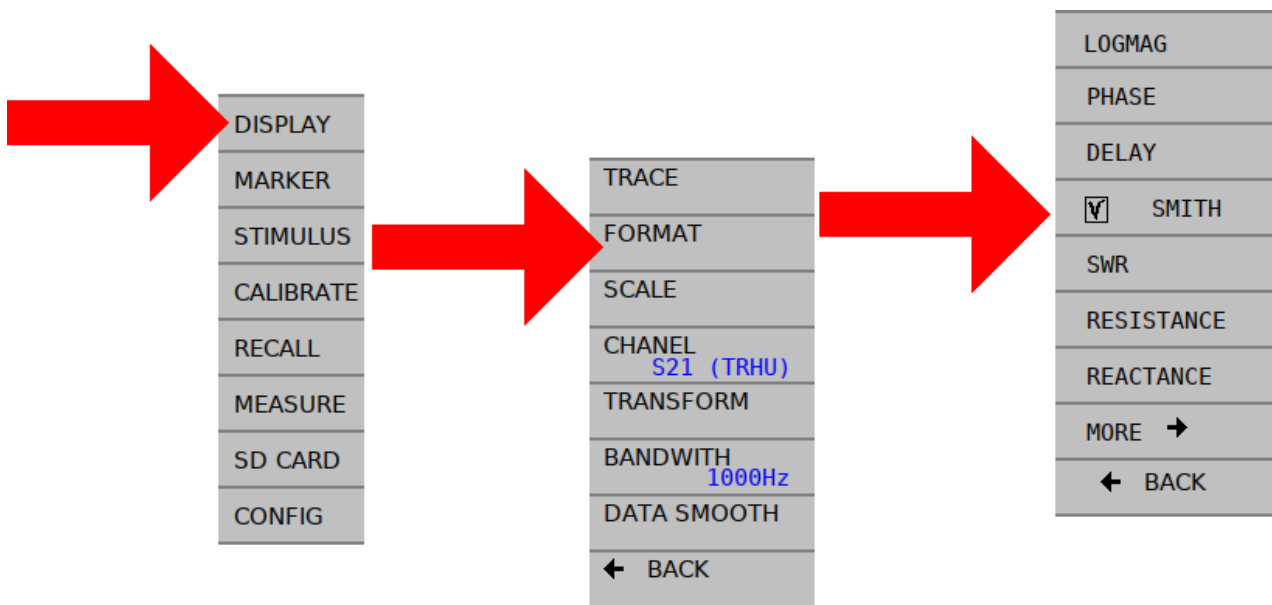 DISPLAY
MARKER
STIMULUS
CALIBRATE
RECALL
MEASURE
SD CARD
CONFIG
TRACE
FORMAT
SCALE
CHANEL
S21 (TRHU)
TRANSFORM
BANDWITH
1000Hz
DATA SMOOTH
BACK
LOGMAG
PHASE
DELAY
SMITH
SWR
RESISTANCE
REACTANCE
MORE
BACK